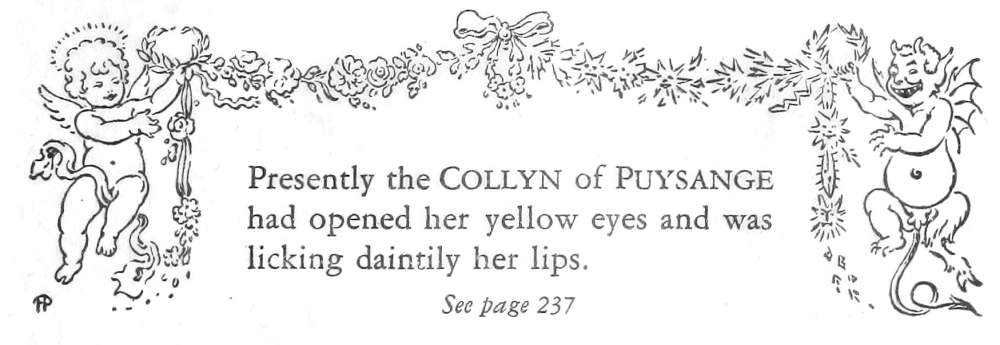 Presently the COLLYN of PUYSANGE
had opened her yellow eyes and was
licking daintily her lips.
See page 237